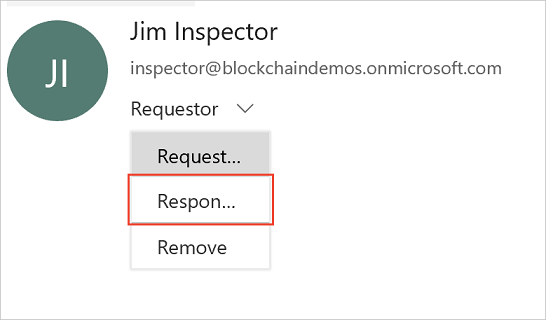 JI
Jim Inspector
inspector@blockchaindemos.onmicrosoft.com
Requestor
Request...
Respon...
Remove